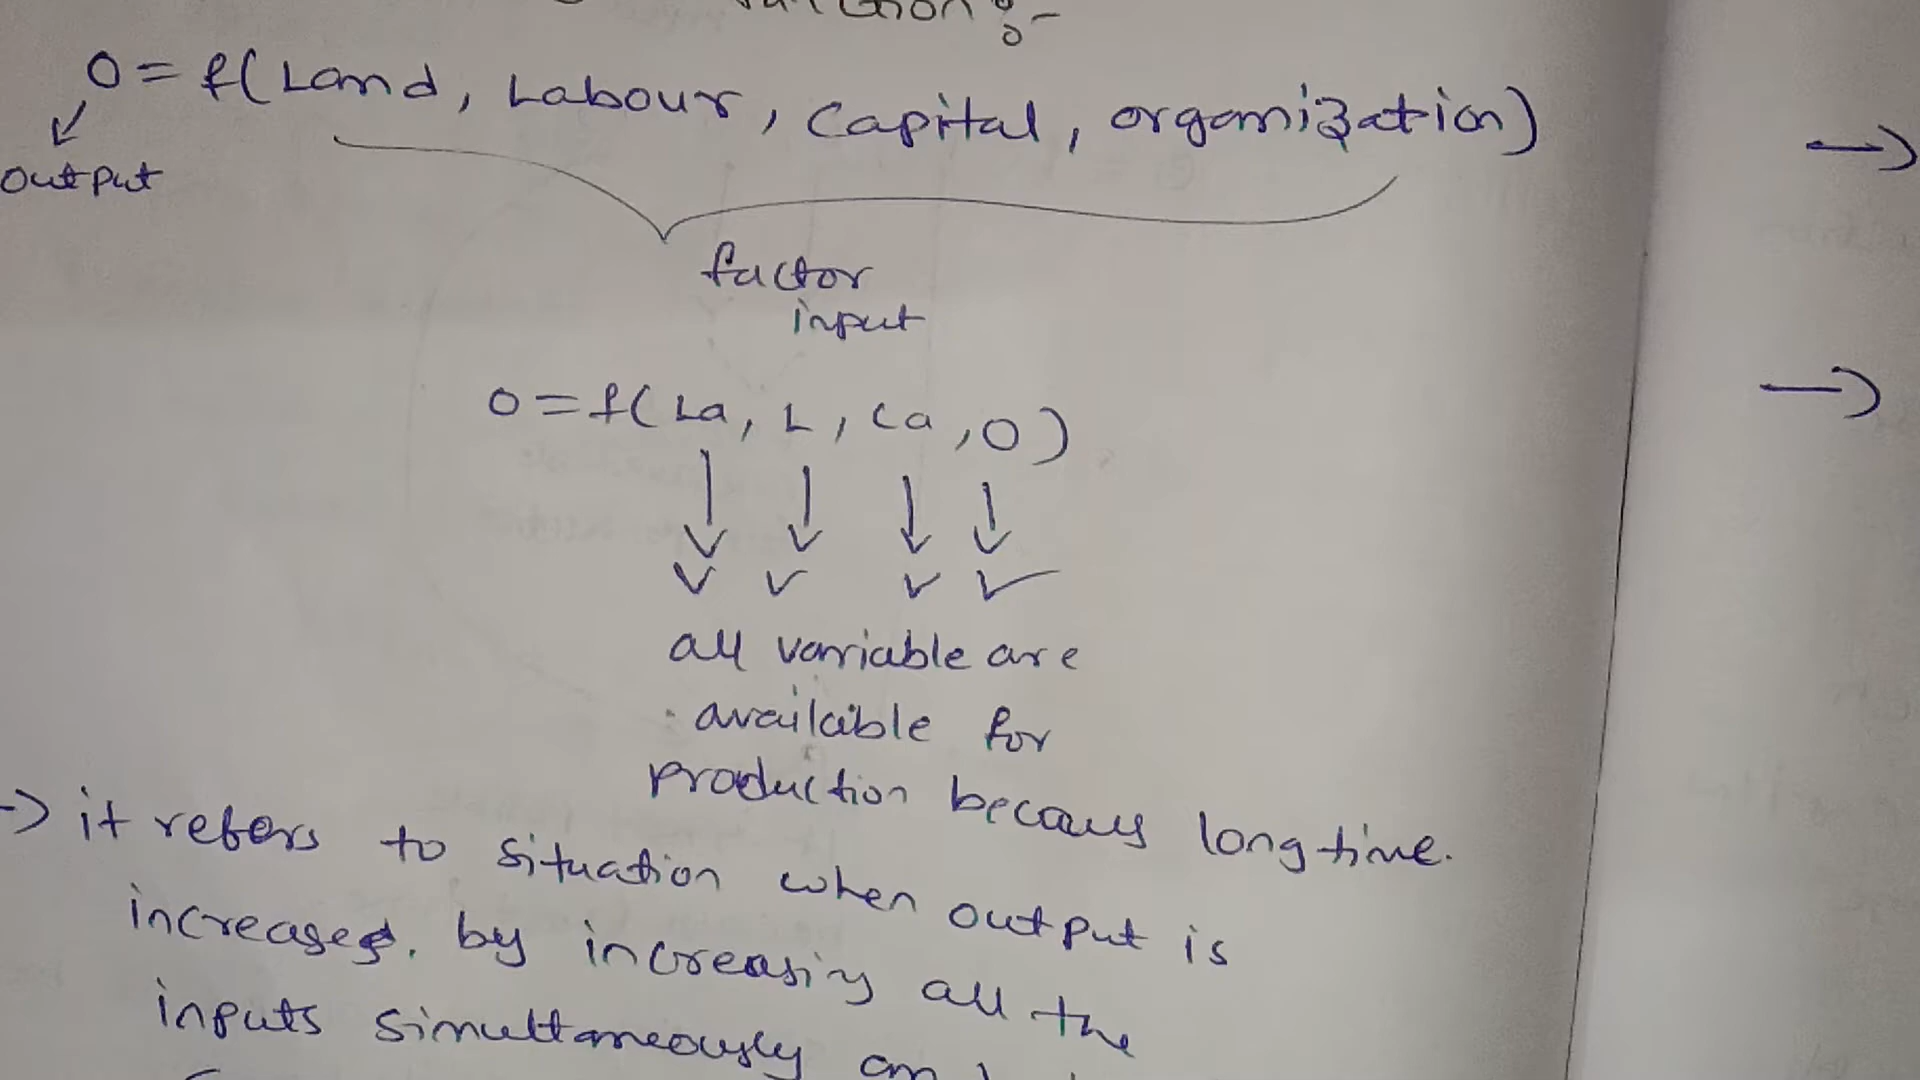 O = f(Land, Labour, Capital, organization)
output
factor
input
O = f(La, L, Ca, O)
all variable are
available for
production becaus long time.
→ it refers to situation when output is
increases. by increasing all the
inputs simultaneously